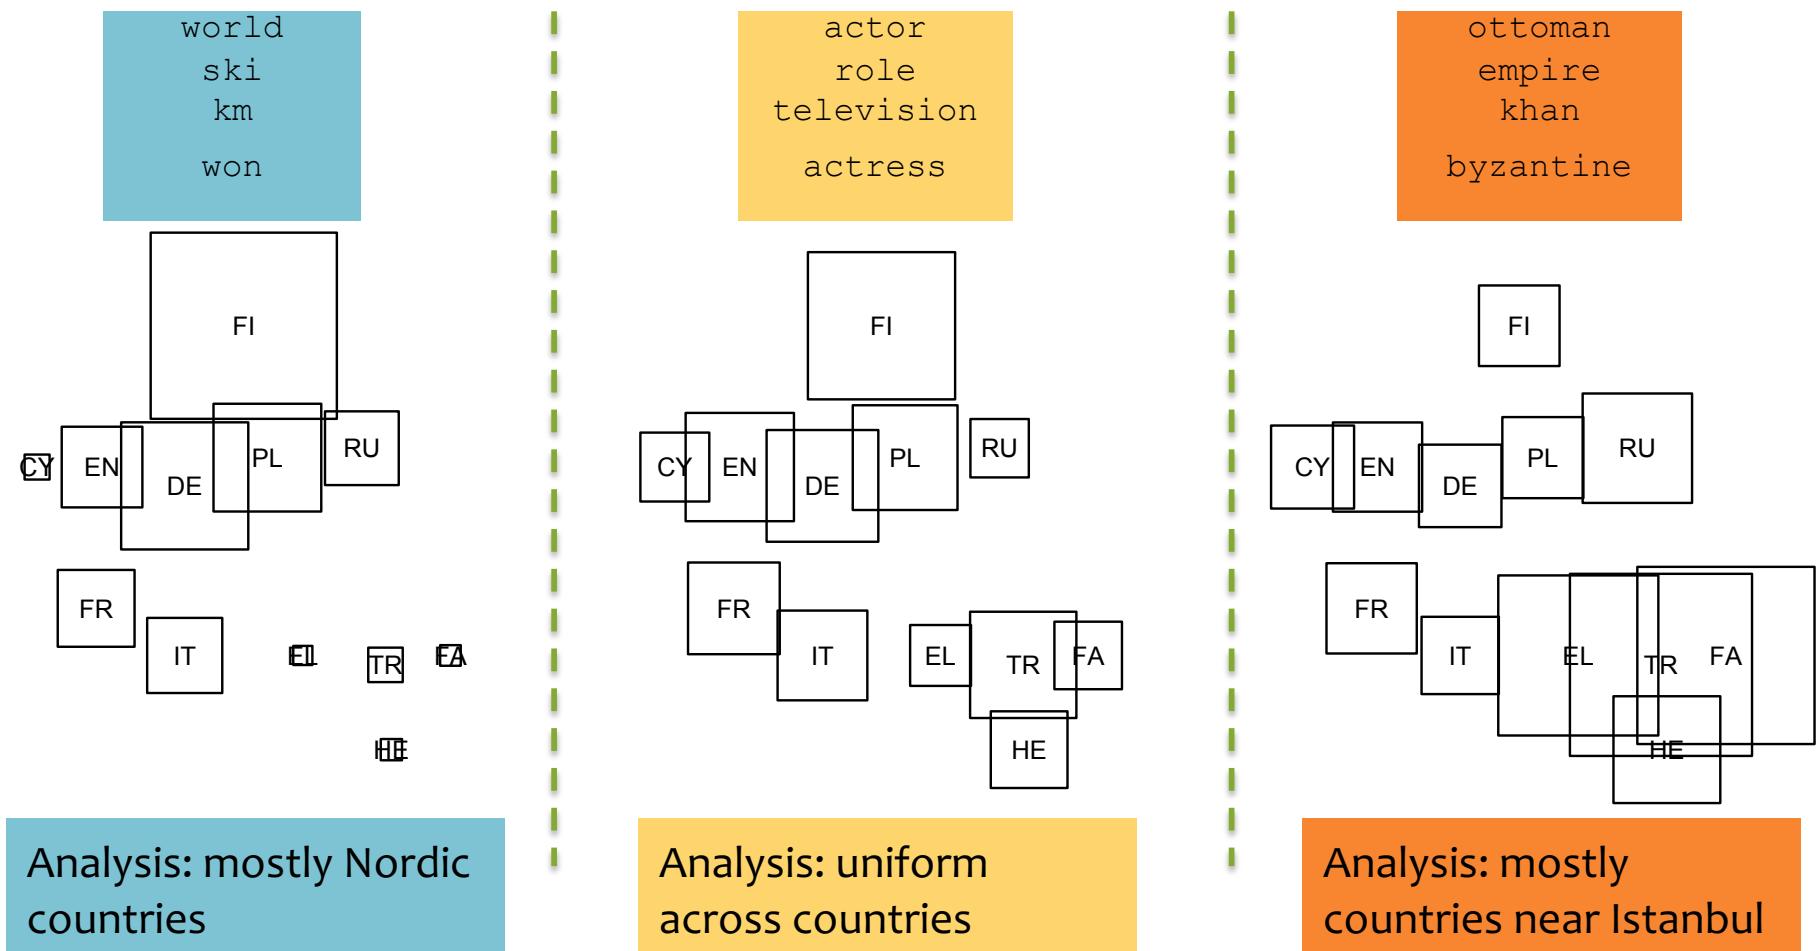 world
ski
km
won
FI
CY
EN
DE
PL
RU
FR
IT
EL
TR
FA
HE
Analysis: mostly Nordic
countries
actor
role
television
actress
FI
CY
EN
DE
PL
RU
FR
IT
EL
TR
FA
HE
Analysis: uniform
across countries
ottoman
empire
khan
byzantine
FI
CY
EN
DE
PL
RU
FR
IT
EL
TR
FA
HE
Analysis: mostly
countries near Istanbul